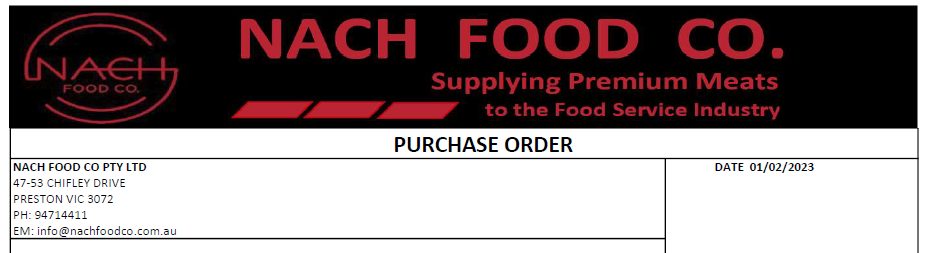 NACH
FOOD CO.
NACH FOOD CO.
Supplying Premium Meats
to the Food Service Industry
PURCHASE ORDER
NACH FOOD CO PTY LTD
DATE 01/02/2023
47-53 CHIFLEY DRIVE
PRESTON VIC 3072
PH: 94714411
EM: info@nachfoodco.com.au